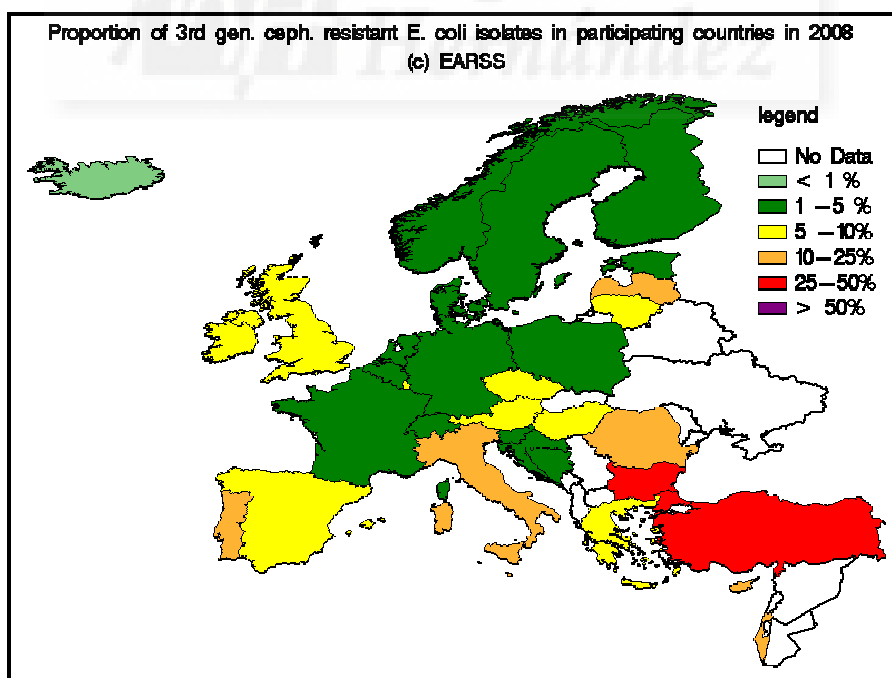 Proportion of 3rd gen. ceph. resistant E. coli isolates in participating countries in 2008
(c) EARSS
legend
No Data
< 1 %
1 –5 %
5 –10%
10–25%
25–50%
> 50%
Hernández